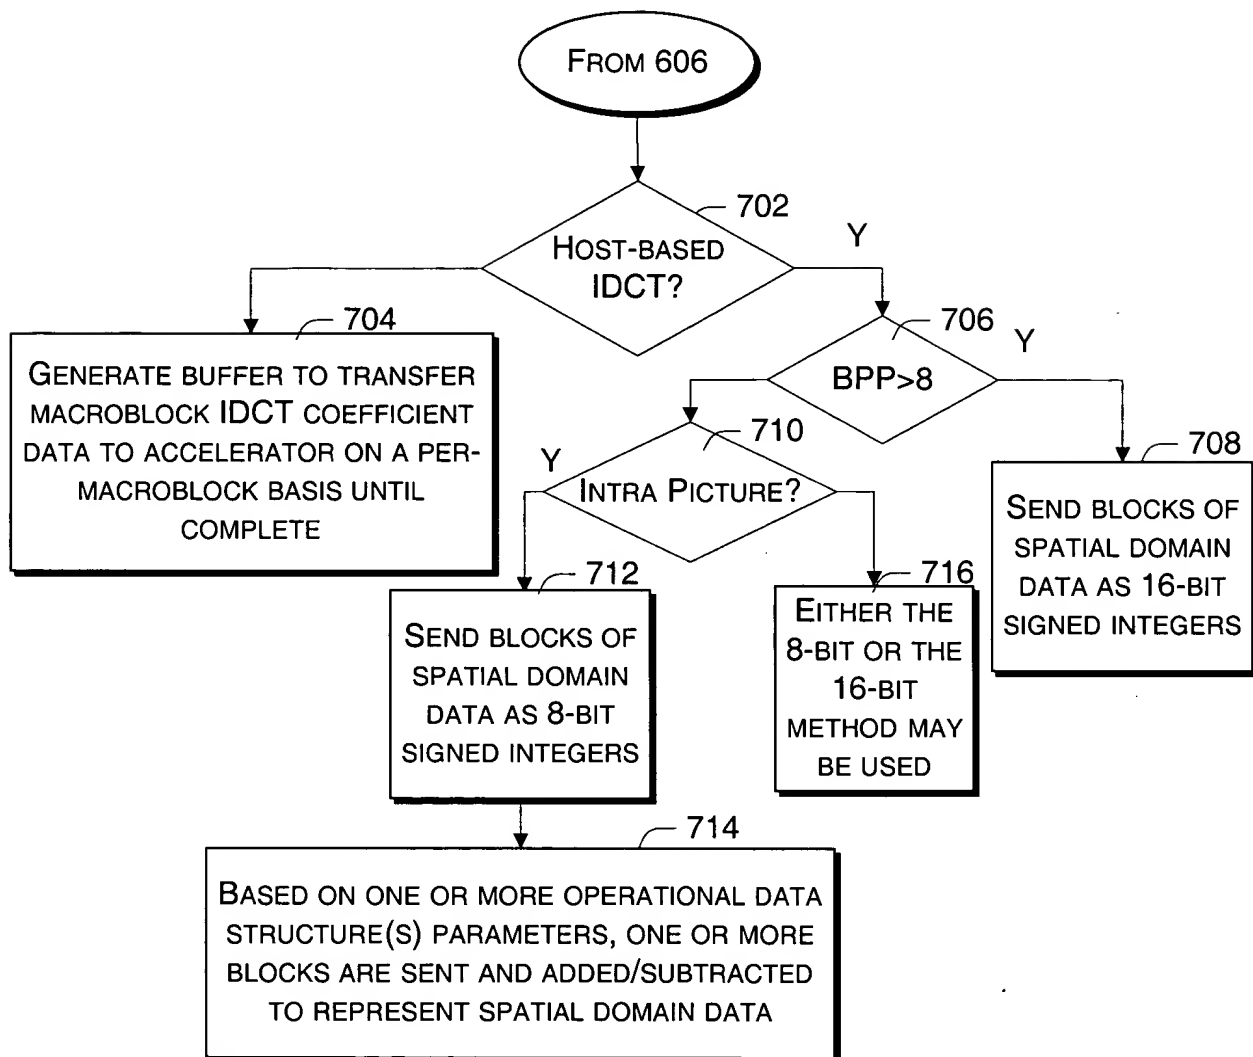 FROM 606
702
Y
HOST-BASED
IDCT?
704
GENERATE BUFFER TO TRANSFER
MACROBLOCK IDCT COEFFICIENT
DATA TO ACCELERATOR ON A PER-
MACROBLOCK BASIS UNTIL
COMPLETE
706
Y
BPP>8
710
Y
INTRA PICTURE?
708
SEND BLOCKS OF
SPATIAL DOMAIN
DATA AS 16-BIT
SIGNED INTEGERS
712
SEND BLOCKS OF
SPATIAL DOMAIN
DATA AS 8-BIT
SIGNED INTEGERS
716
EITHER THE
8-BIT OR THE
16-BIT
METHOD MAY
BE USED
714
BASED ON ONE OR MORE OPERATIONAL DATA
STRUCTURE(S) PARAMETERS, ONE OR MORE
BLOCKS ARE SENT AND ADDED/SUBTRACTED
TO REPRESENT SPATIAL DOMAIN DATA